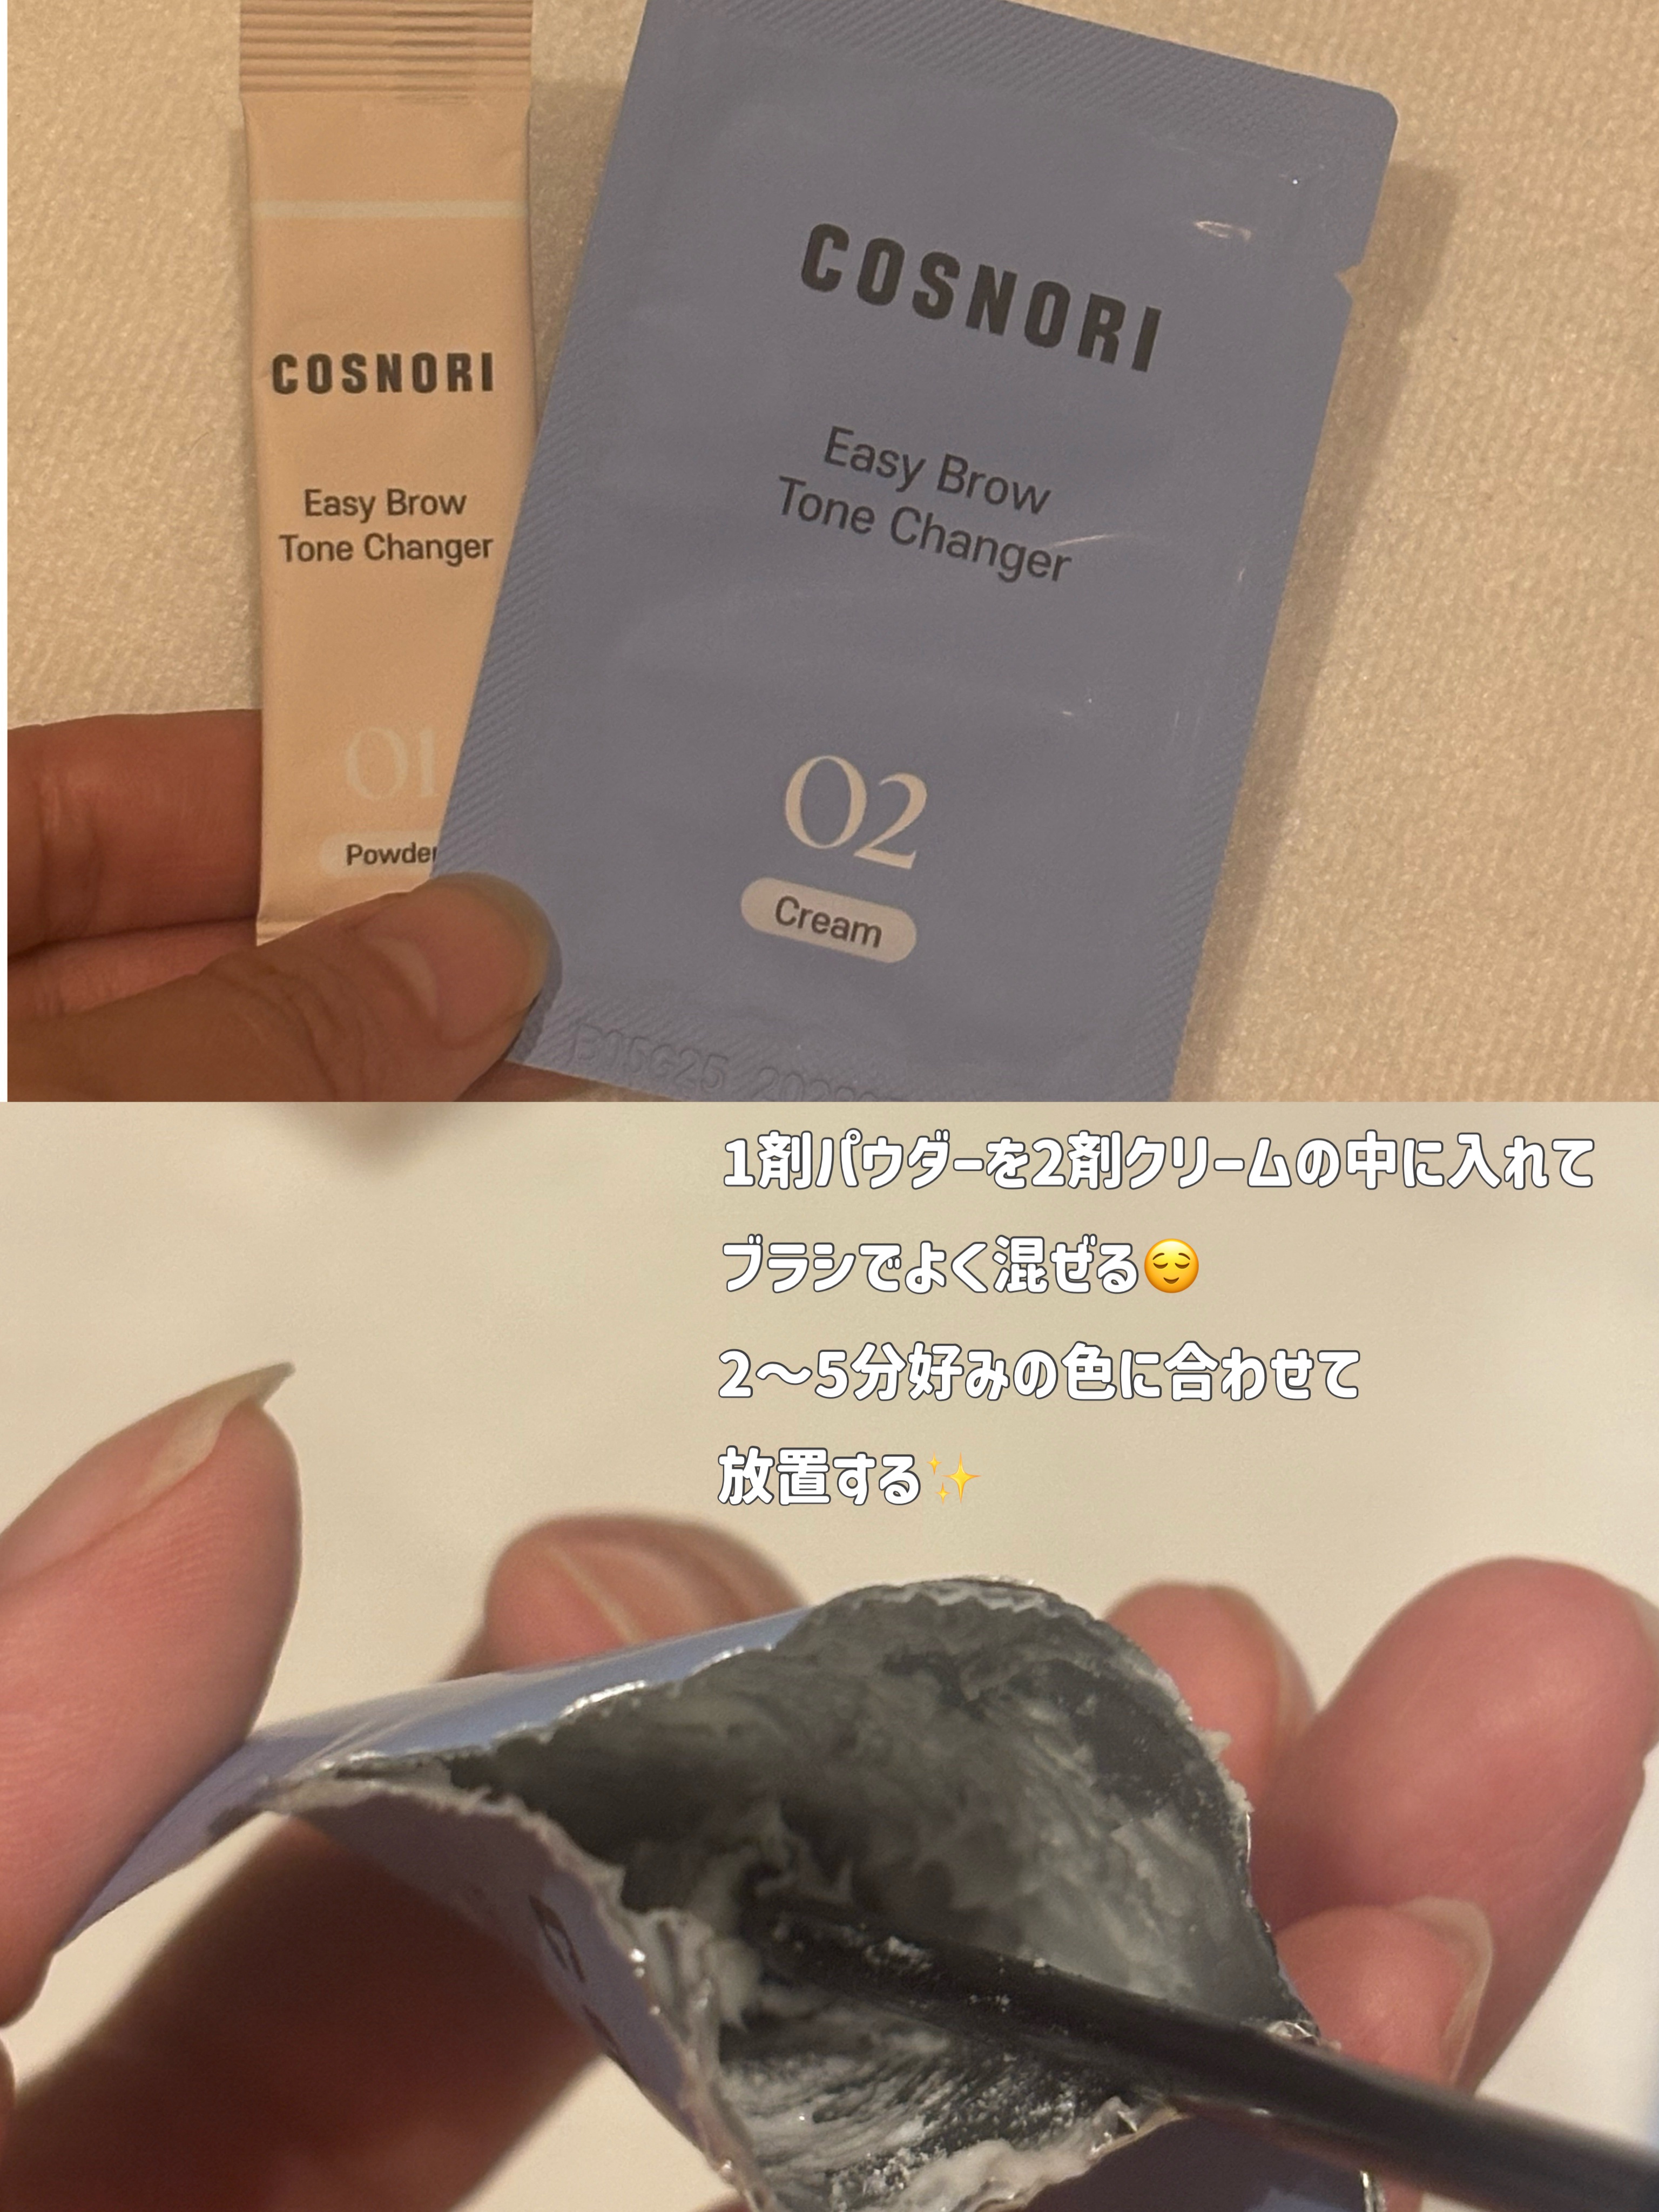 COSNORI
Easy Brow
Tone Changer
01
Powder
COSNORI
Easy Brow
Tone Changer
02
Cream
1剤パウダーを2剤クリームの中に入れて
ブラシでよく混ぜる😌
2〜5分好みの色に合わせて
放置する✨